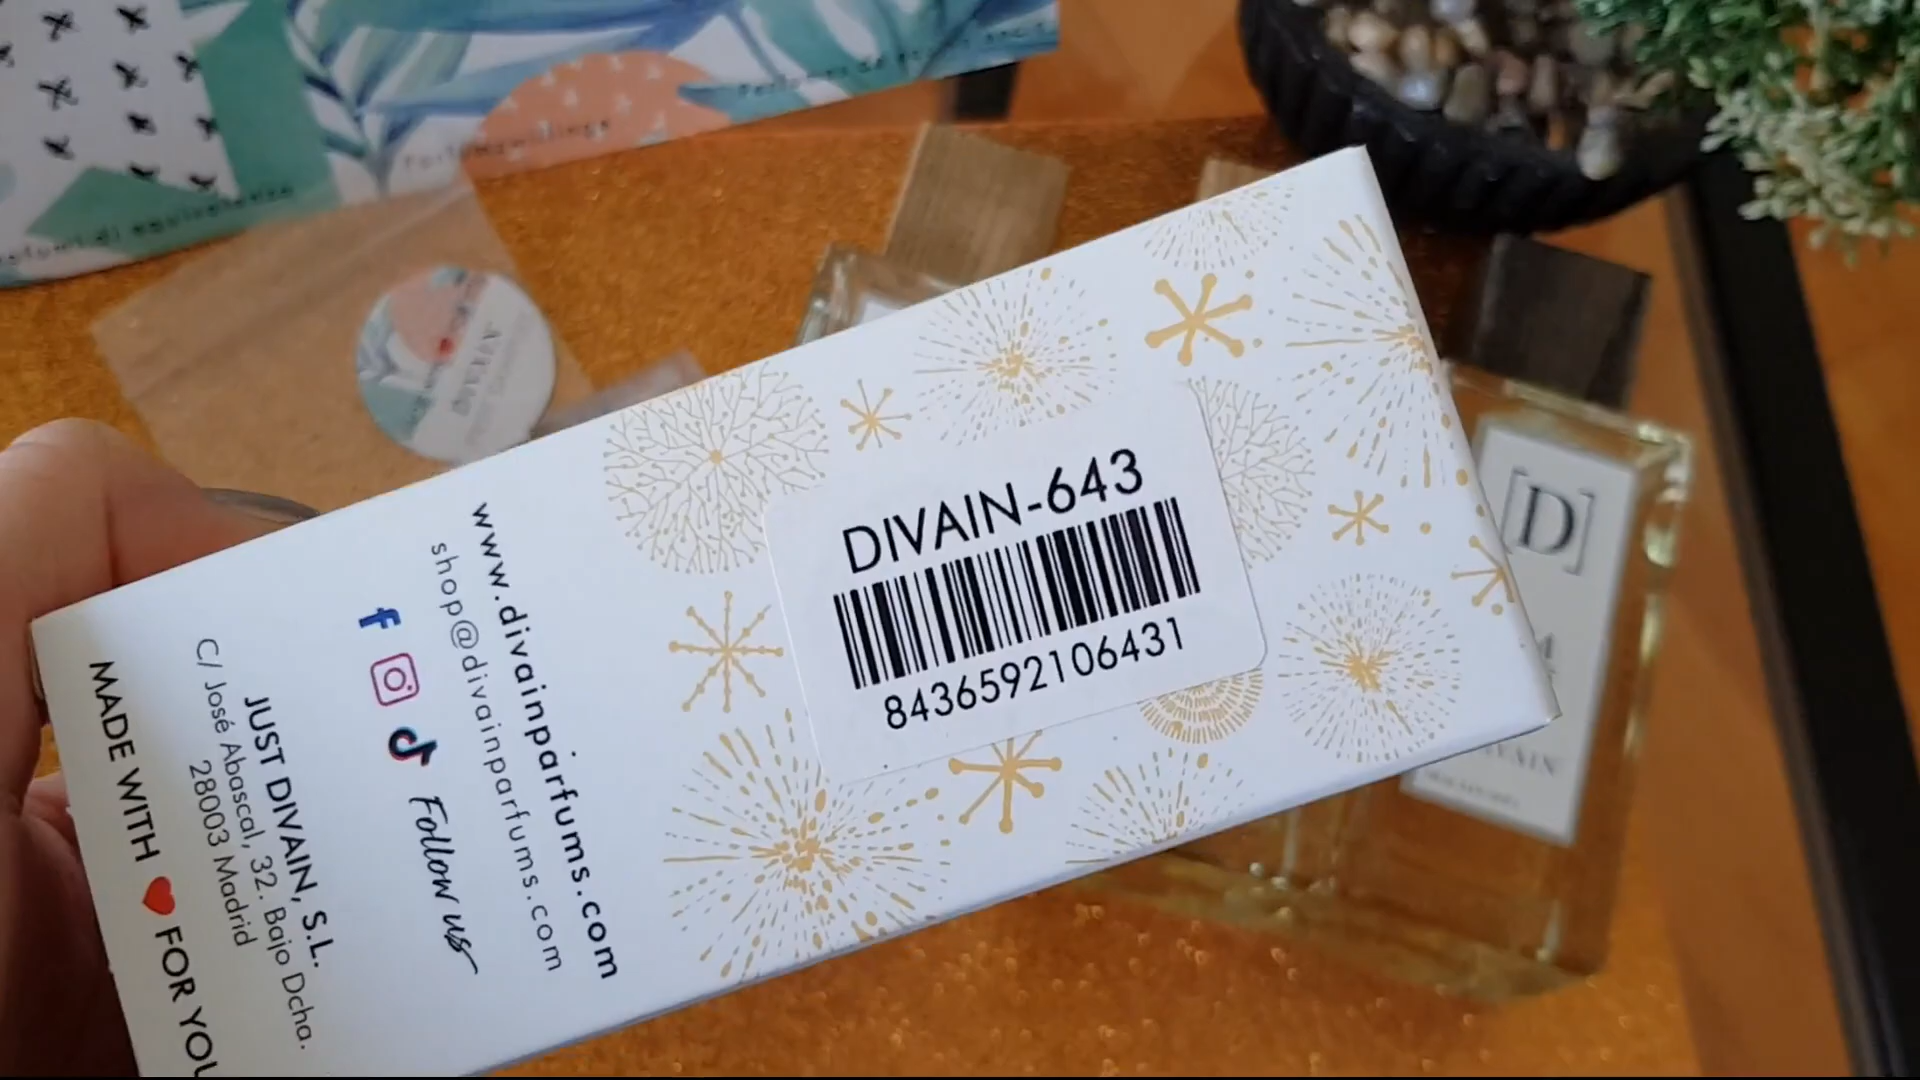 DIVAIN-643
8436592106431
www.divainparfums.com
shop@divainparfums.com
Follow us
JUST DIVAIN, S.L.
C/ José Abascal, 32. Bajo Dcha.
28003 Madrid
MADE WITH ❤ FOR YOU
[D]
DIVAIN